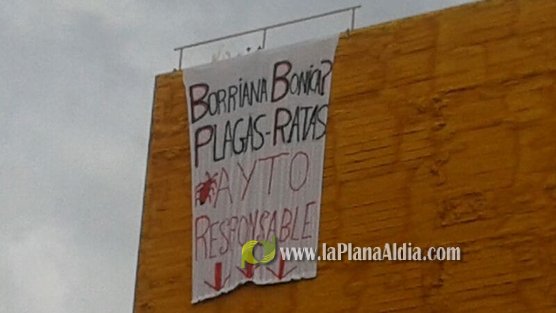 BORRIANA BONICA?
PLAGAS-RATAS
AYTO
RESPONSABLE
www.laPlanaAldia.com